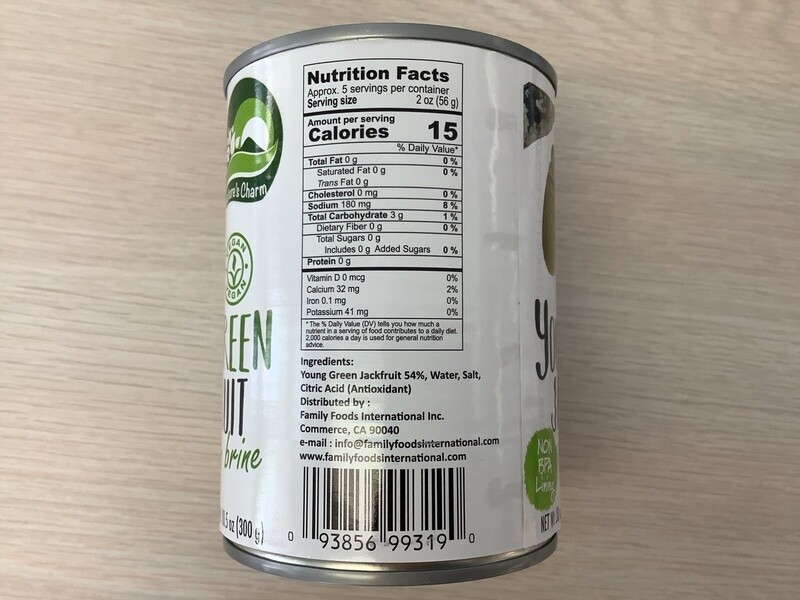 Nutrition Facts
Approx. 5 servings per container
Serving size 2 oz (56 g)
Amount per serving
Calories 15
% Daily Value*
Total Fat 0 g 0 %
Saturated Fat 0 g 0 %
Trans Fat 0 g
Cholesterol 0 mg 0 %
Sodium 180 mg 8 %
Total Carbohydrate 3 g 1 %
Dietary Fiber 0 g 0 %
Total Sugars 0 g
Includes 0 g Added Sugars 0 %
Protein 0 g
Vitamin D 0 mcg 0%
Calcium 32 mg 2%
Iron 0.1 mg 0%
Potassium 41 mg 0%
* The % Daily Value (DV) tells you how much a
nutrient in a serving of food contributes to a daily diet.
2,000 calories a day is used for general nutrition
advice.
Ingredients:
Young Green Jackfruit 54%, Water, Salt,
Citric Acid (Antioxidant)
Distributed by :
Family Foods International Inc.
Commerce, CA 90040
e-mail : info@familyfoodsinternational.com
www.familyfoodsinternational.com
0 93856 99319 0
Charm
VEGAN
VEGAN
REEN
UIT
brine
oz (300 g)
NON
BPA
Lining
NET